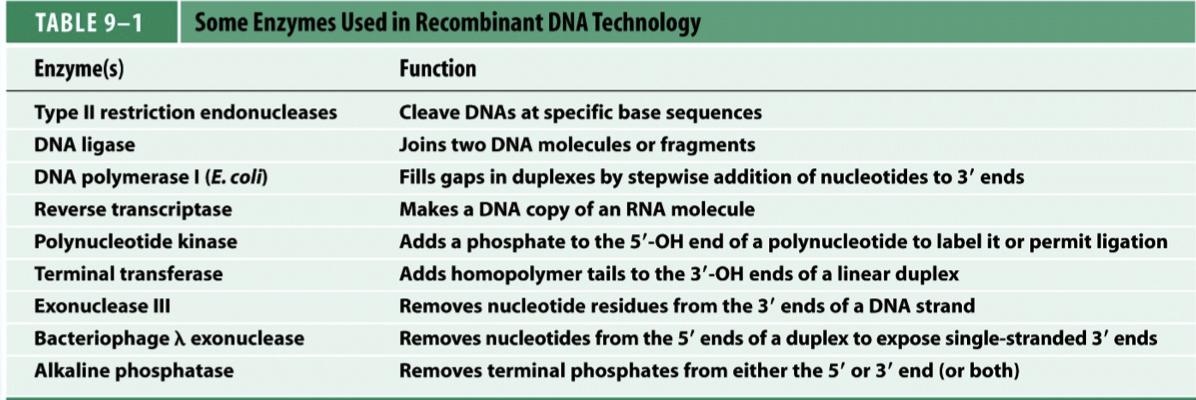 TABLE 9–1 Some Enzymes Used in Recombinant DNA Technology
Enzyme(s) Function
Type II restriction endonucleases Cleave DNAs at specific base sequences
DNA ligase Joins two DNA molecules or fragments
DNA polymerase I (E. coli) Fills gaps in duplexes by stepwise addition of nucleotides to 3′ ends
Reverse transcriptase Makes a DNA copy of an RNA molecule
Polynucleotide kinase Adds a phosphate to the 5′-OH end of a polynucleotide to label it or permit ligation
Terminal transferase Adds homopolymer tails to the 3′-OH ends of a linear duplex
Exonuclease III Removes nucleotide residues from the 3′ ends of a DNA strand
Bacteriophage λ exonuclease Removes nucleotides from the 5′ ends of a duplex to expose single-stranded 3′ ends
Alkaline phosphatase Removes terminal phosphates from either the 5′ or 3′ end (or both)